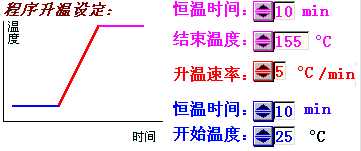 程序升温设定:
温度
时间
恒温时间: 10 min
结束温度: 155 °C
升温速率: 5 °C/min
恒温时间: 10 min
开始温度: 25 °C